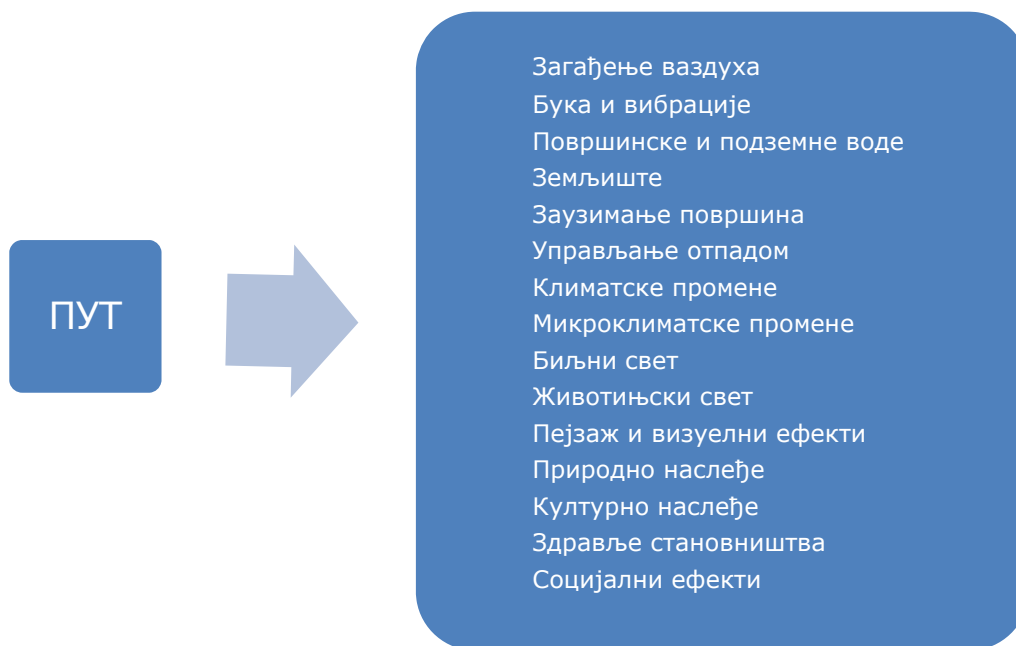 ПУТ
Загађење ваздуха
Бука и вибрације
Површинске и подземне воде
Земљиште
Заузимање површина
Управљање отпадом
Климатске промене
Микроклиматске промене
Биљни свет
Животињски свет
Пејзаж и визуелни ефекти
Природно наслеђе
Културно наслеђе
Здравље становништва
Социјални ефекти